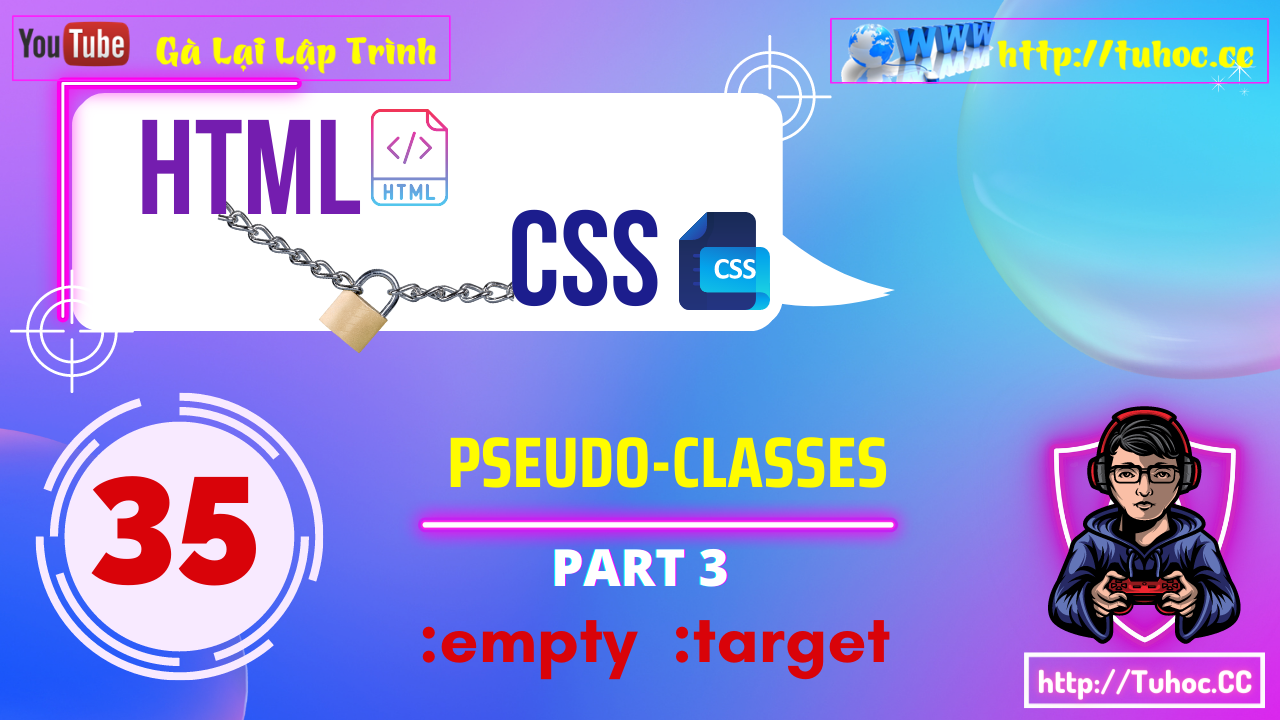 YouTube Gà Lại Lập Trình
WWW http://tuhoc.cc
HTML
HTML
CSS
CSS
35
PSEUDO-CLASSES
PART 3
:empty :target
http://Tuhoc.CC